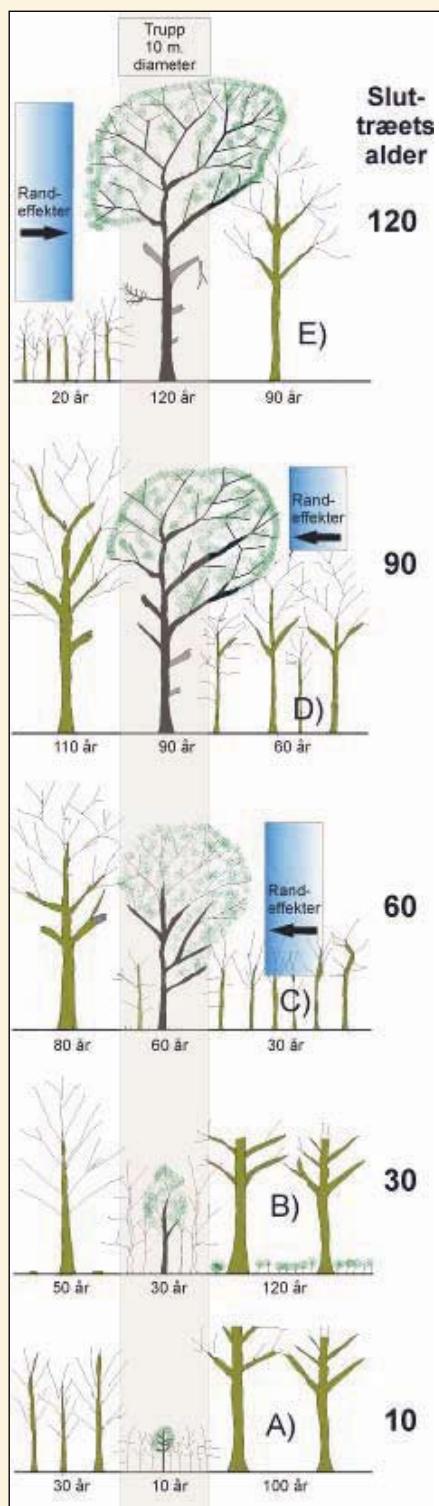 Trupp
10 m.
diameter
Slut-
træets
alder
Rand-
effekter
120
E)
20 år
120 år
90 år
Rand-
effekter
90
D)
110 år
90 år
60 år
60
Rand-
effekter
C)
80 år
60 år
30 år
30
B)
50 år
30 år
120 år
A)
10
30 år
10 år
100 år